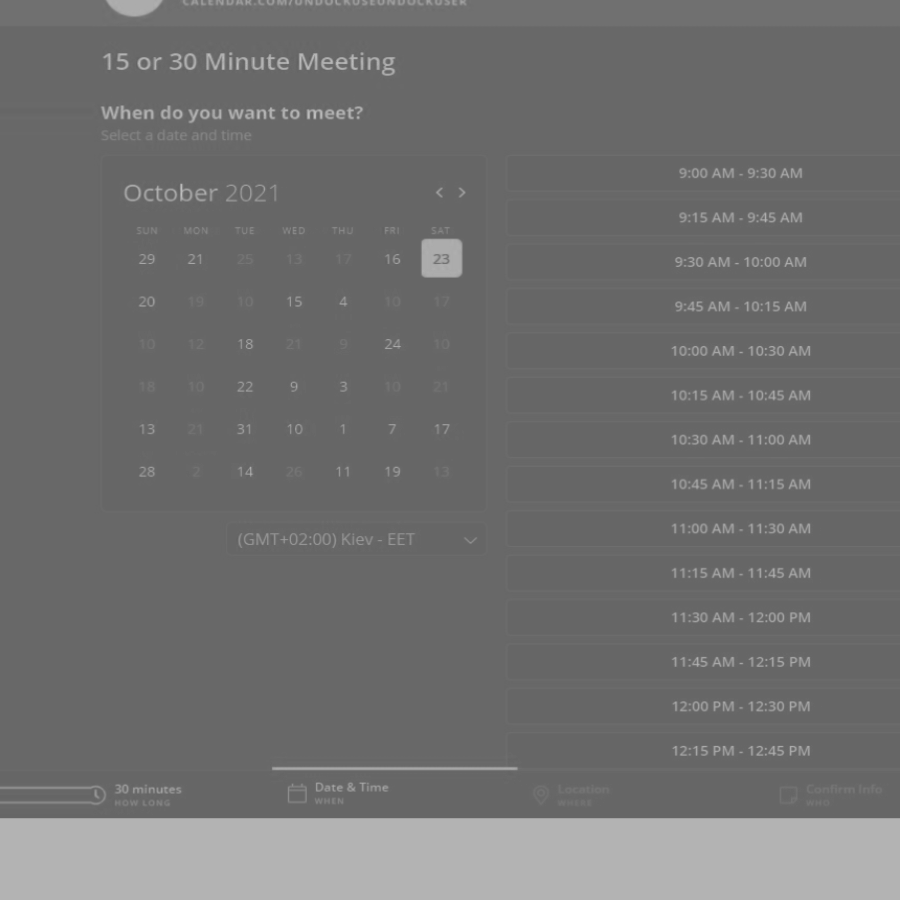 CALENDAR.COM/UNDOCKUSEUNDOCKUSER
15 or 30 Minute Meeting
When do you want to meet?
Select a date and time
October 2021
SUN MON TUE WED THU FRI SAT
29 21 25 13 17 16 23
20 19 10 15 4 10 17
10 12 18 21 9 24 10
18 10 22 9 3 10 21
13 21 31 10 1 7 17
28 2 14 26 11 19 13
(GMT+02:00) Kiev - EET
9:00 AM - 9:30 AM
9:15 AM - 9:45 AM
9:30 AM - 10:00 AM
9:45 AM - 10:15 AM
10:00 AM - 10:30 AM
10:15 AM - 10:45 AM
10:30 AM - 11:00 AM
10:45 AM - 11:15 AM
11:00 AM - 11:30 AM
11:15 AM - 11:45 AM
11:30 AM - 12:00 PM
11:45 AM - 12:15 PM
12:00 PM - 12:30 PM
12:15 PM - 12:45 PM
30 minutes
HOW LONG
Date & Time
WHEN
Location
WHERE
Confirm Info
WHO